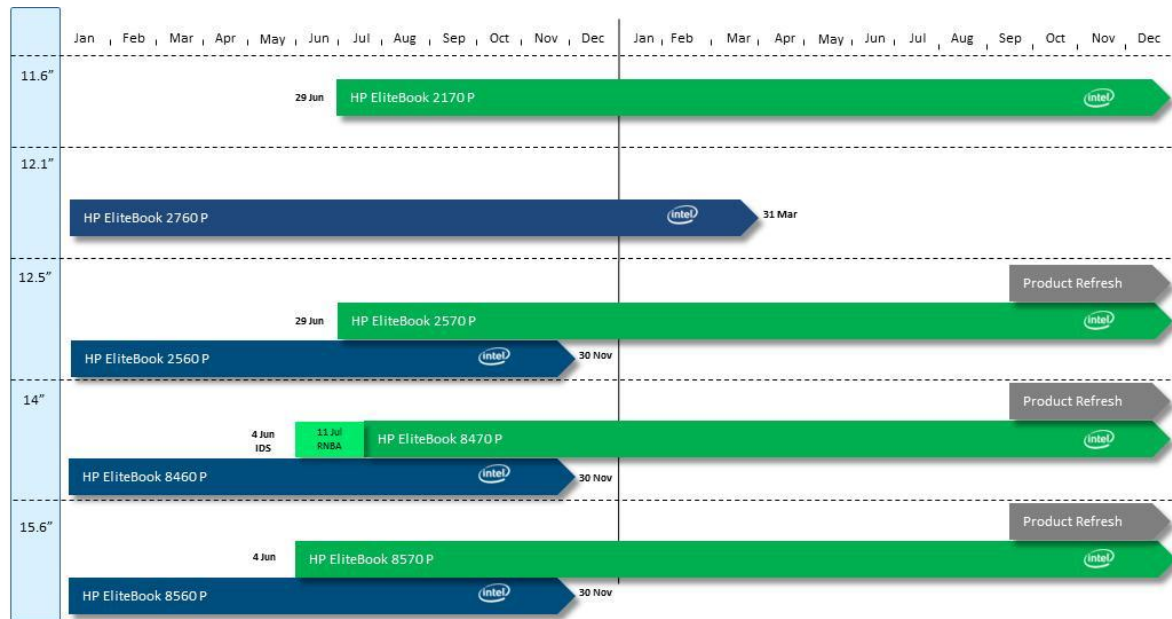 Jan Feb Mar Apr May Jun Jul Aug Sep Oct Nov Dec Jan Feb Mar Apr May Jun Jul Aug Sep Oct Nov Dec
11.6”
29 Jun HP EliteBook 2170 P intel
12.1”
HP EliteBook 2760 P intel 31 Mar
12.5”
Product Refresh
29 Jun HP EliteBook 2570 P intel
HP EliteBook 2560 P intel 30 Nov
14”
Product Refresh
4 Jun
IDS
11 Jul
RNBA
HP EliteBook 8470 P intel
HP EliteBook 8460 P intel 30 Nov
15.6”
Product Refresh
4 Jun HP EliteBook 8570 P intel
HP EliteBook 8560 P intel 30 Nov